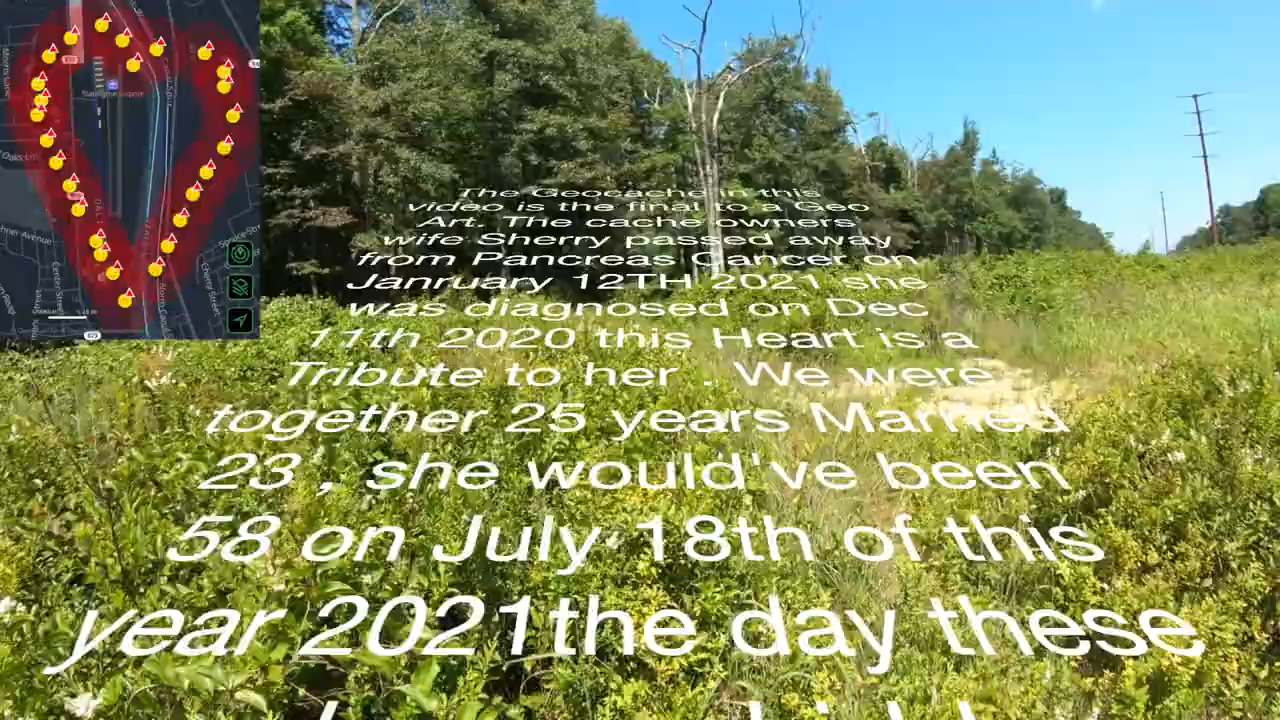 The Geocache in this
video is the final to a Geo
Art. The cache owners
wife Sherry passed away
from Pancreas Cancer on
Janruary 12TH 2021 she
was diagnosed on Dec
11th 2020 this Heart is a
Tribute to her . We were
together 25 years Married
23 , she would've been
58 on July 18th of this
year 2021the day these
Cherry Street